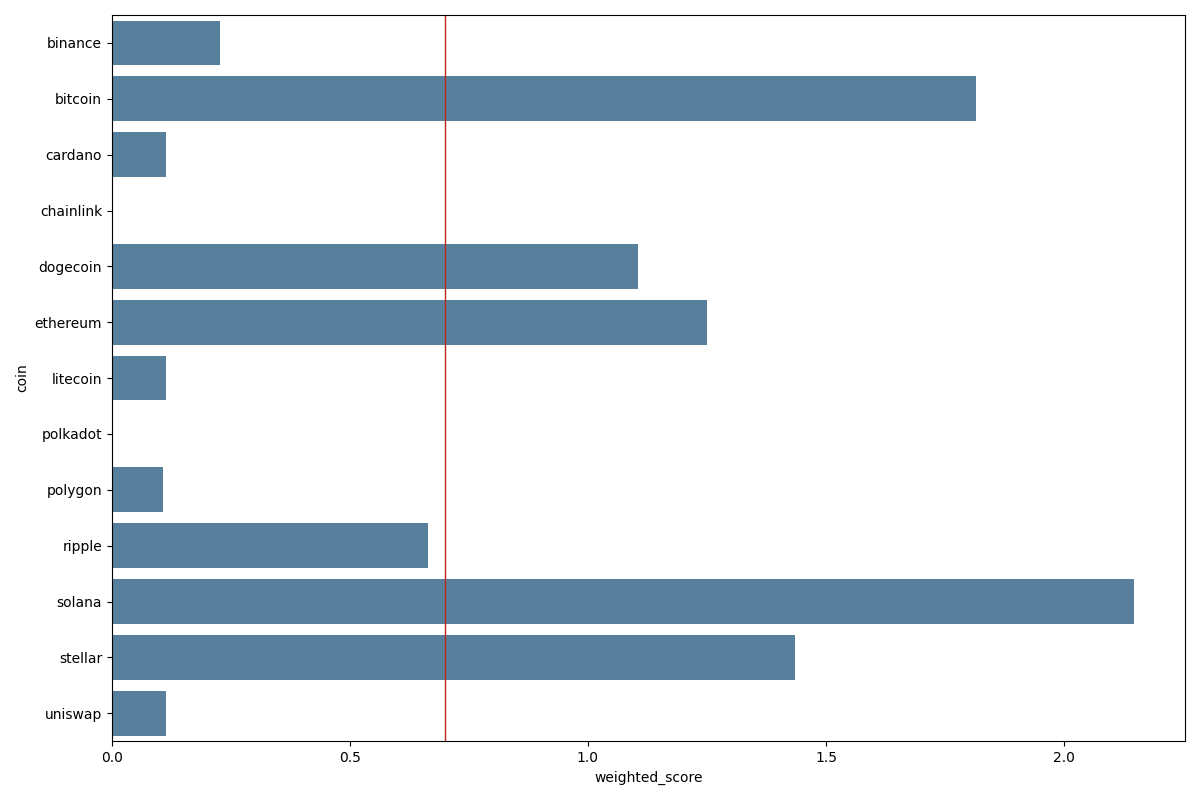 binance
bitcoin
cardano
chainlink
dogecoin
ethereum
litecoin
polkadot
polygon
ripple
solana
stellar
uniswap
coin
0.0 0.5 1.0 1.5 2.0
weighted_score